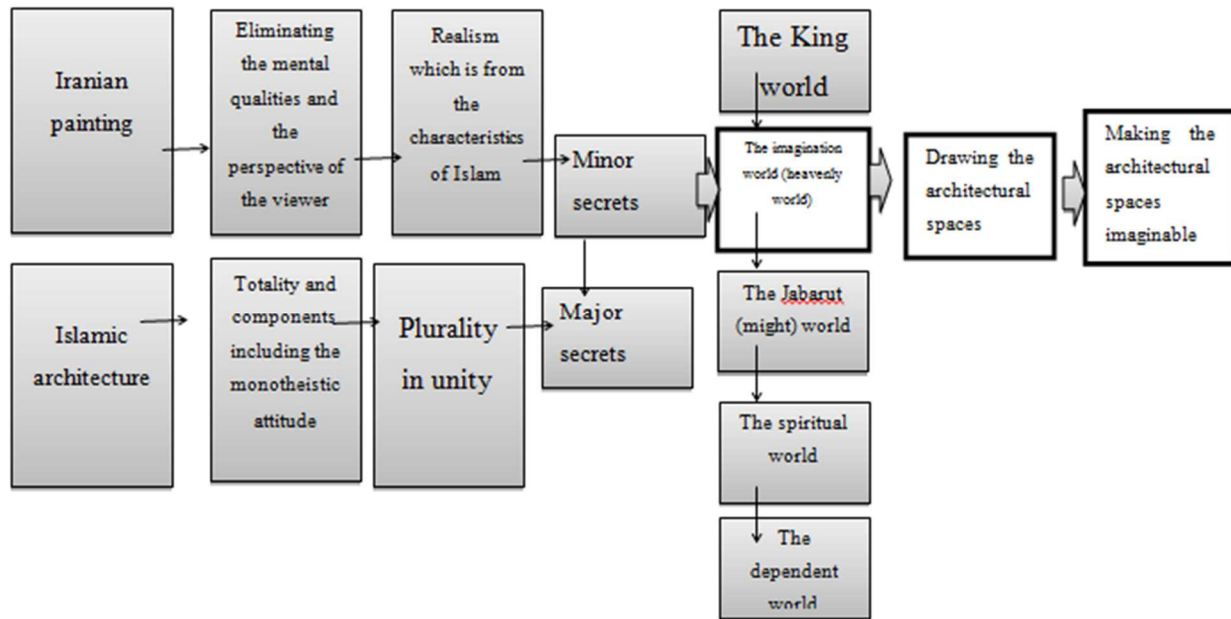 Iranian
painting
Eliminating
the mental
qualities and
the
perspective of
the viewer
Realism
which is from
the
characteristics
of Islam
Minor
secrets
The King
world
The imagination
world (heavenly
world)
Drawing the
architectural
spaces
Making the
architectural
spaces
imaginable
Islamic
architecture
Totality and
components
including the
monotheistic
attitude
Plurality
in unity
Major
secrets
The Jabarut
(might) world
The spiritual
world
The
dependent
world